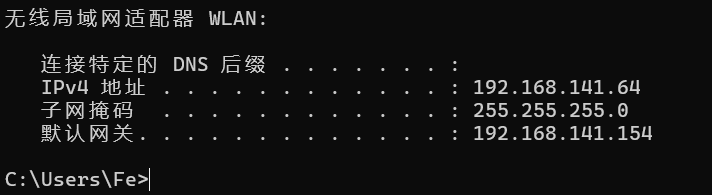 无线局域网适配器 WLAN:
连接特定的 DNS 后缀 . . . . . . . :
IPv4 地址 . . . . . . . . . . . . : 192.168.141.64
子网掩码  . . . . . . . . . . . . : 255.255.255.0
默认网关. . . . . . . . . . . . . : 192.168.141.154
C:\Users\Fe>